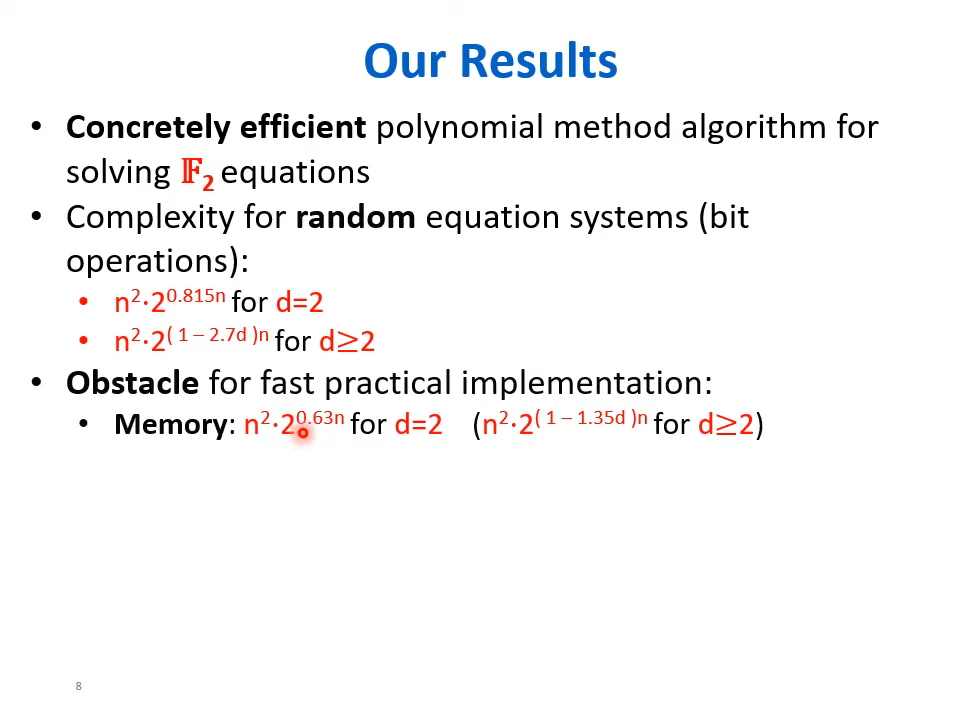 Our Results
• Concretely efficient polynomial method algorithm for
solving 𝔽₂ equations
• Complexity for random equation systems (bit
operations):
• n²·2^0.815n for d=2
• n²·2^( 1 – 2.7d )n for d≥2
• Obstacle for fast practical implementation:
• Memory: n²·2^0.63n for d=2 (n²·2^( 1 – 1.35d )n for d≥2)
8